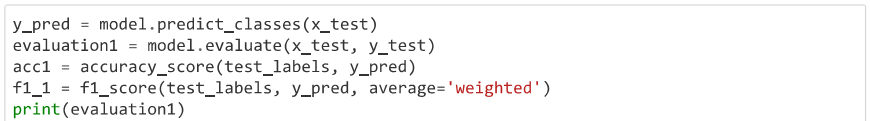 y_pred = model.predict_classes(x_test)
evaluation1 = model.evaluate(x_test, y_test)
acc1 = accuracy_score(test_labels, y_pred)
f1_1 = f1_score(test_labels, y_pred, average='weighted')
print(evaluation1)